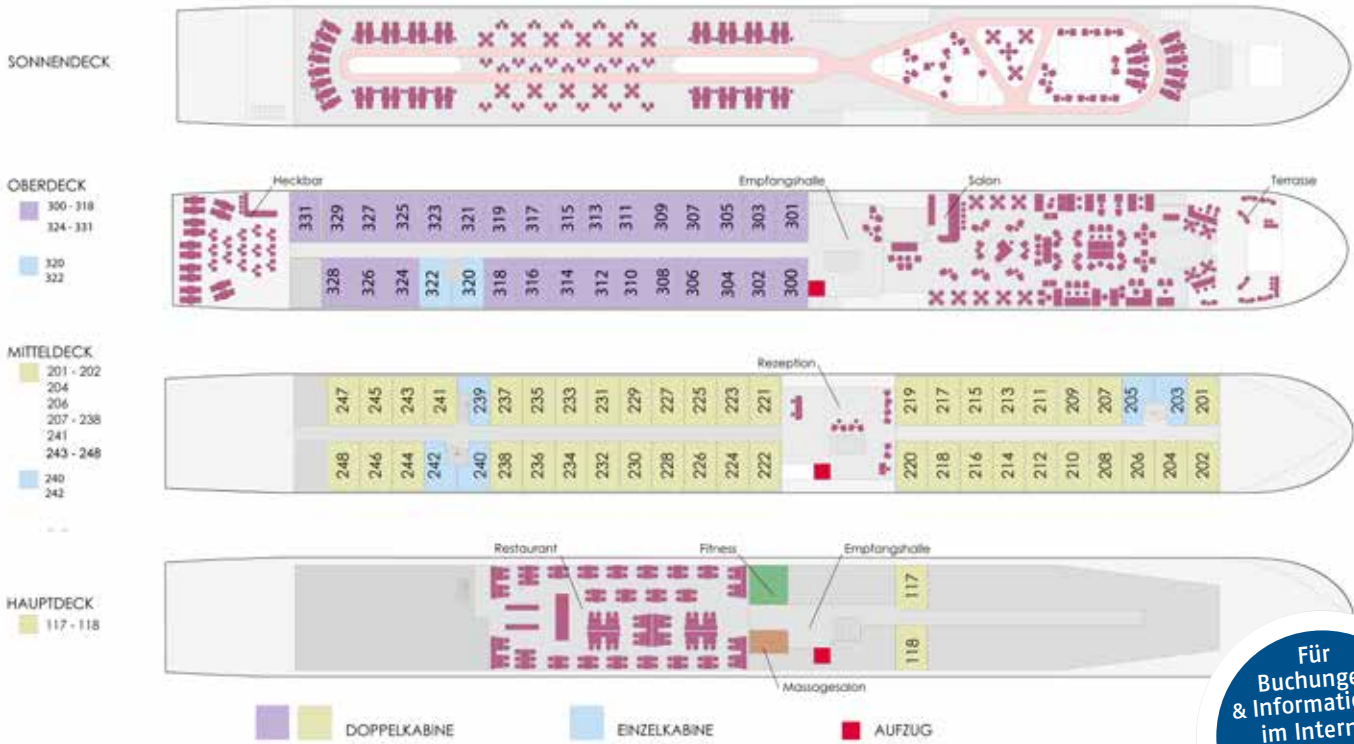 SONNENDECK
OBERDECK
300 - 318
324 - 331
320
322
Heckbar
Empfangshalle
Salon
Terrasse
331 329 327 325 323 321 319 317 315 313 311 309 307 305 303 301
328 326 324 322 320 318 316 314 312 310 308 306 304 302 300
MITTELDECK
201 - 202
204
206
207 - 238
241
243 - 248
240
242
Rezeption
247 245 243 241 239 237 235 233 231 229 227 225 223 221 219 217 215 213 211 209 207 205 203 201
248 246 244 242 240 238 236 234 232 230 228 226 224 222 220 218 216 214 212 210 208 206 204 202
HAUPTDECK
117 - 118
Restaurant
Fitness
Empfangshalle
117
118
Massagesalon
DOPPELKABINE
EINZELKABINE
AUFZUG
Für
Buchunge
& Informati
im Intern